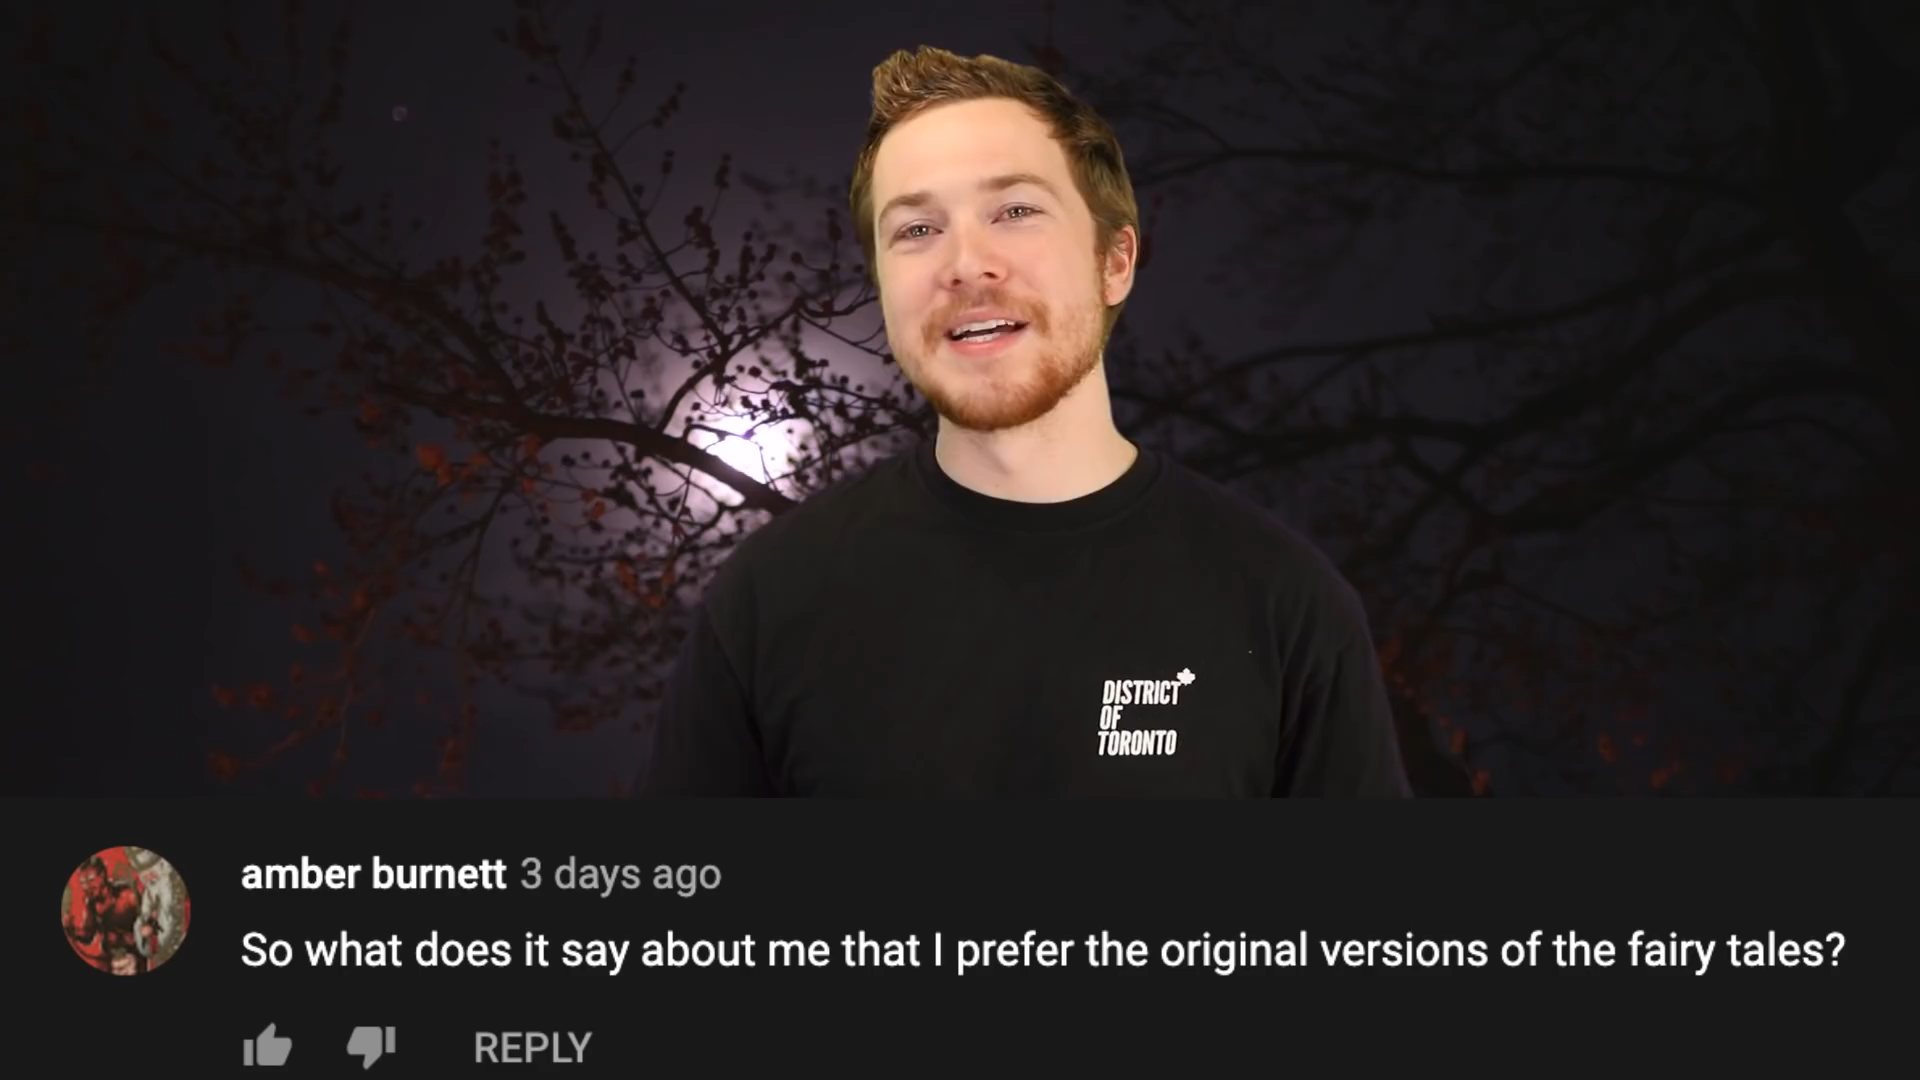 DISTRICT
OF
TORONTO
amber burnett 3 days ago
So what does it say about me that I prefer the original versions of the fairy tales?
REPLY